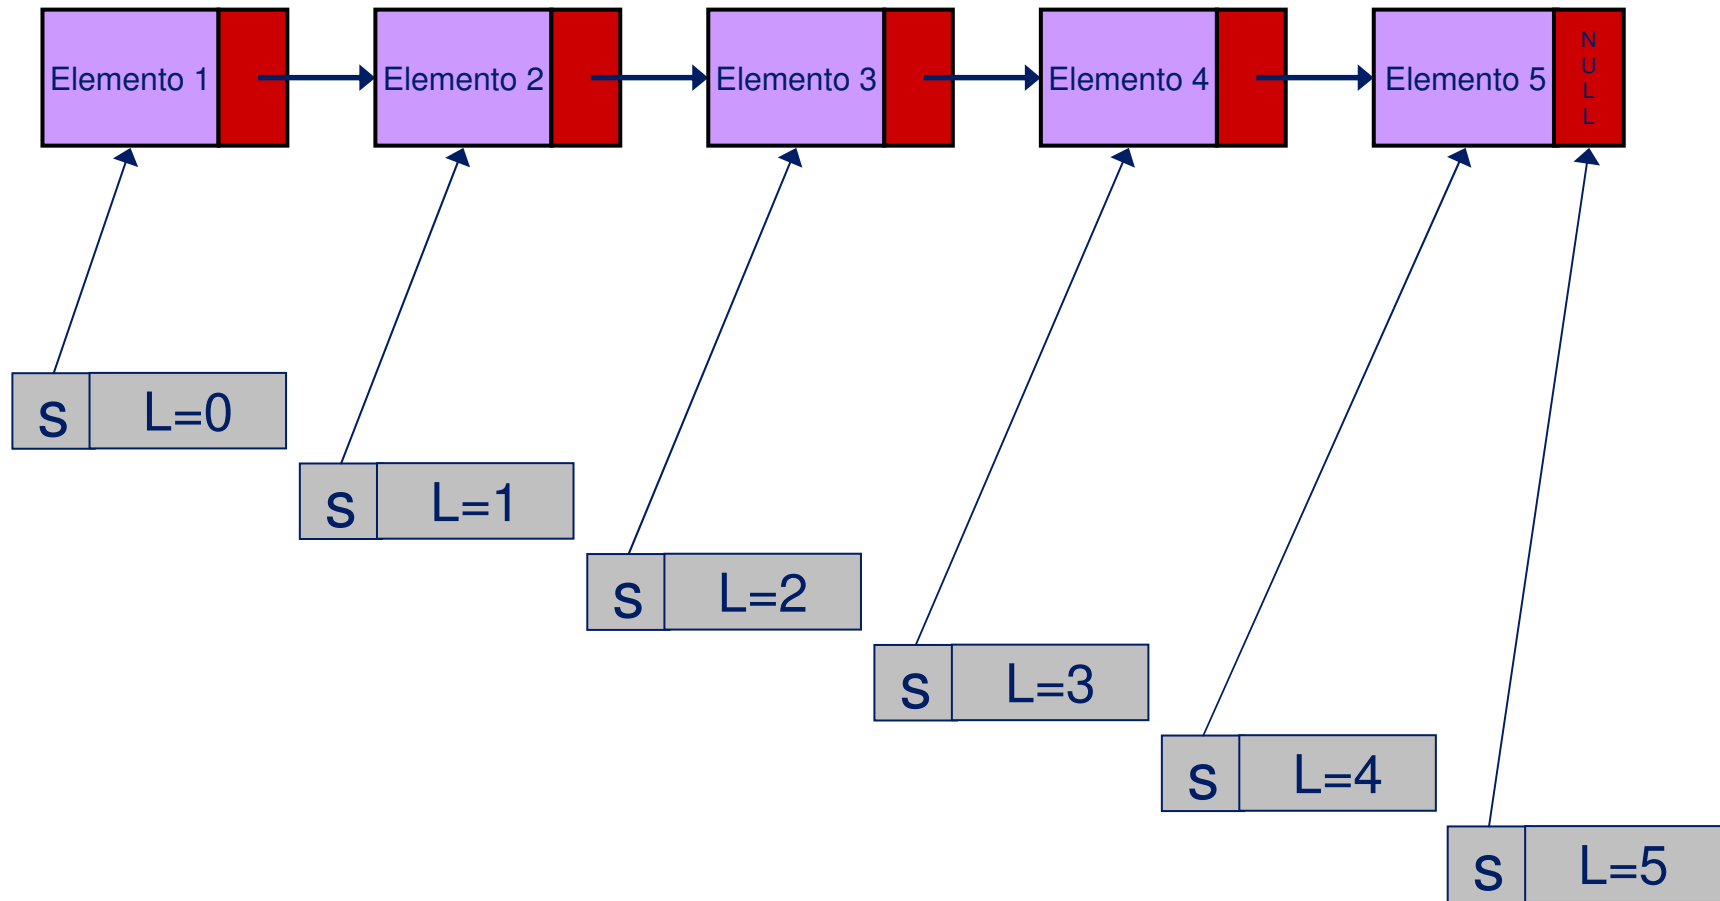 Elemento 1
Elemento 2
Elemento 3
Elemento 4
Elemento 5
N
U
L
L
s L=0
s L=1
s L=2
s L=3
s L=4
s L=5